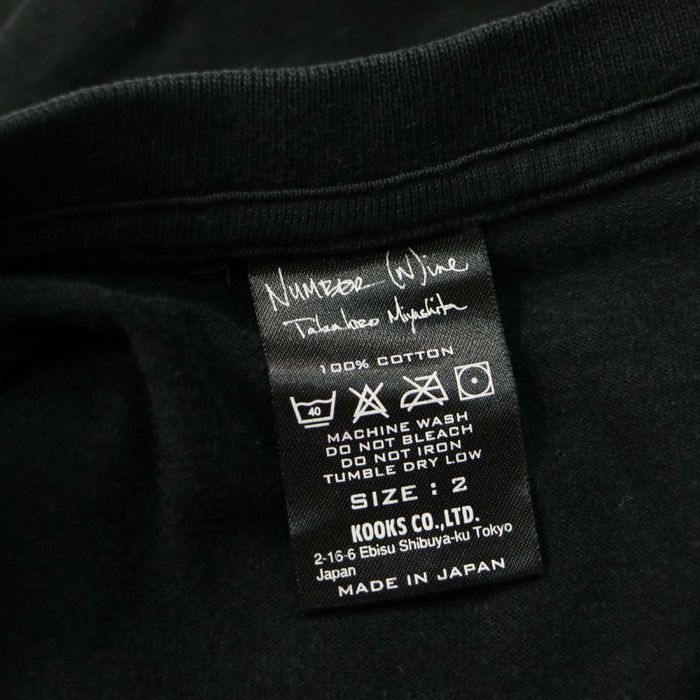 NUMBER (N)ine
Takahiro Miyashita
100% COTTON
40
MACHINE WASH
DO NOT BLEACH
DO NOT IRON
TUMBLE DRY LOW
SIZE : 2
KOOKS CO.,LTD.
2-16-6 Ebisu Shibuya-ku Tokyo
Japan
MADE IN JAPAN